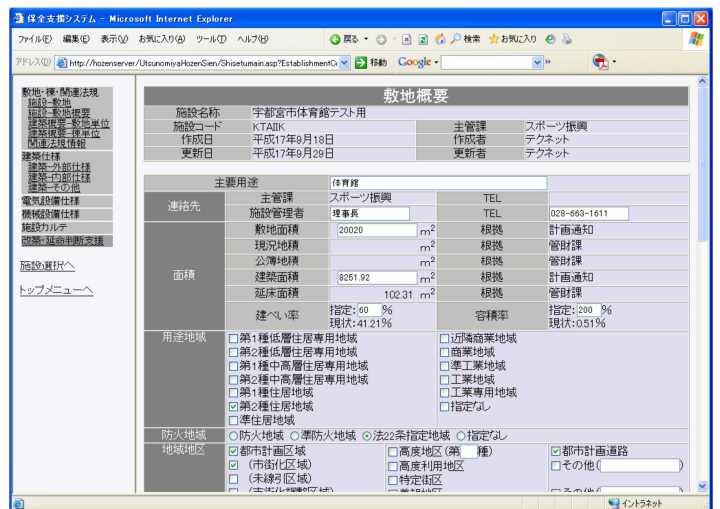 保全支援システム - Microsoft Internet Explorer
ファイル(F) 編集(E) 表示(V) お気に入り(A) ツール(T) ヘルプ(H)
戻る 検索 お気に入り
アドレス(D) http://hozenserver/UtsunomiyaHozenSien/Shisetumain.asp?Establishment 移動 Google
敷地・棟・関連法規
施設-敷地
施設-敷地概要
建築概要-敷地単位
建築概要-棟単位
関連法規情報
建築仕様
建築-外部仕様
建築-内部仕様
建築-その他
電気設備仕様
機械設備仕様
施設カルテ
改築・延命判断支援
施設選択へ
トップメニューへ
敷地概要
施設名称 宇都宮市体育館テスト用
施設コード KTAIIK 主管課 スポーツ振興
作成日 平成17年9月18日 作成者 テクネット
更新日 平成17年9月29日 更新者 テクネット
主要用途 体育館
連絡先 主管課 スポーツ振興 TEL
施設管理者 理事長 TEL 028-663-1611
面積 敷地面積 20020 m2 根拠 計画通知
現況地積 m2 根拠 管財課
公簿地積 m2 根拠 管財課
建築面積 8251.92 m2 根拠 計画通知
延床面積 102.31 m2 根拠 管財課
建ぺい率 指定:60 % 現状:41.21% 容積率 指定:200 % 現状:0.51%
用途地域 第1種低層住居専用地域 近隣商業地域
第2種低層住居専用地域 商業地域
第1種中高層住居専用地域 準工業地域
第2種中高層住居専用地域 工業地域
第1種住居地域 工業専用地域
第2種住居地域 指定なし
準住居地域
防火地域 防火地域 準防火地域 法22条指定地域 指定なし
地域地区 都市計画区域 高度地区(第 種) 都市計画道路
(市街化区域) 高度利用地区 その他( )
(未線引区域) 特定街区
イントラネット